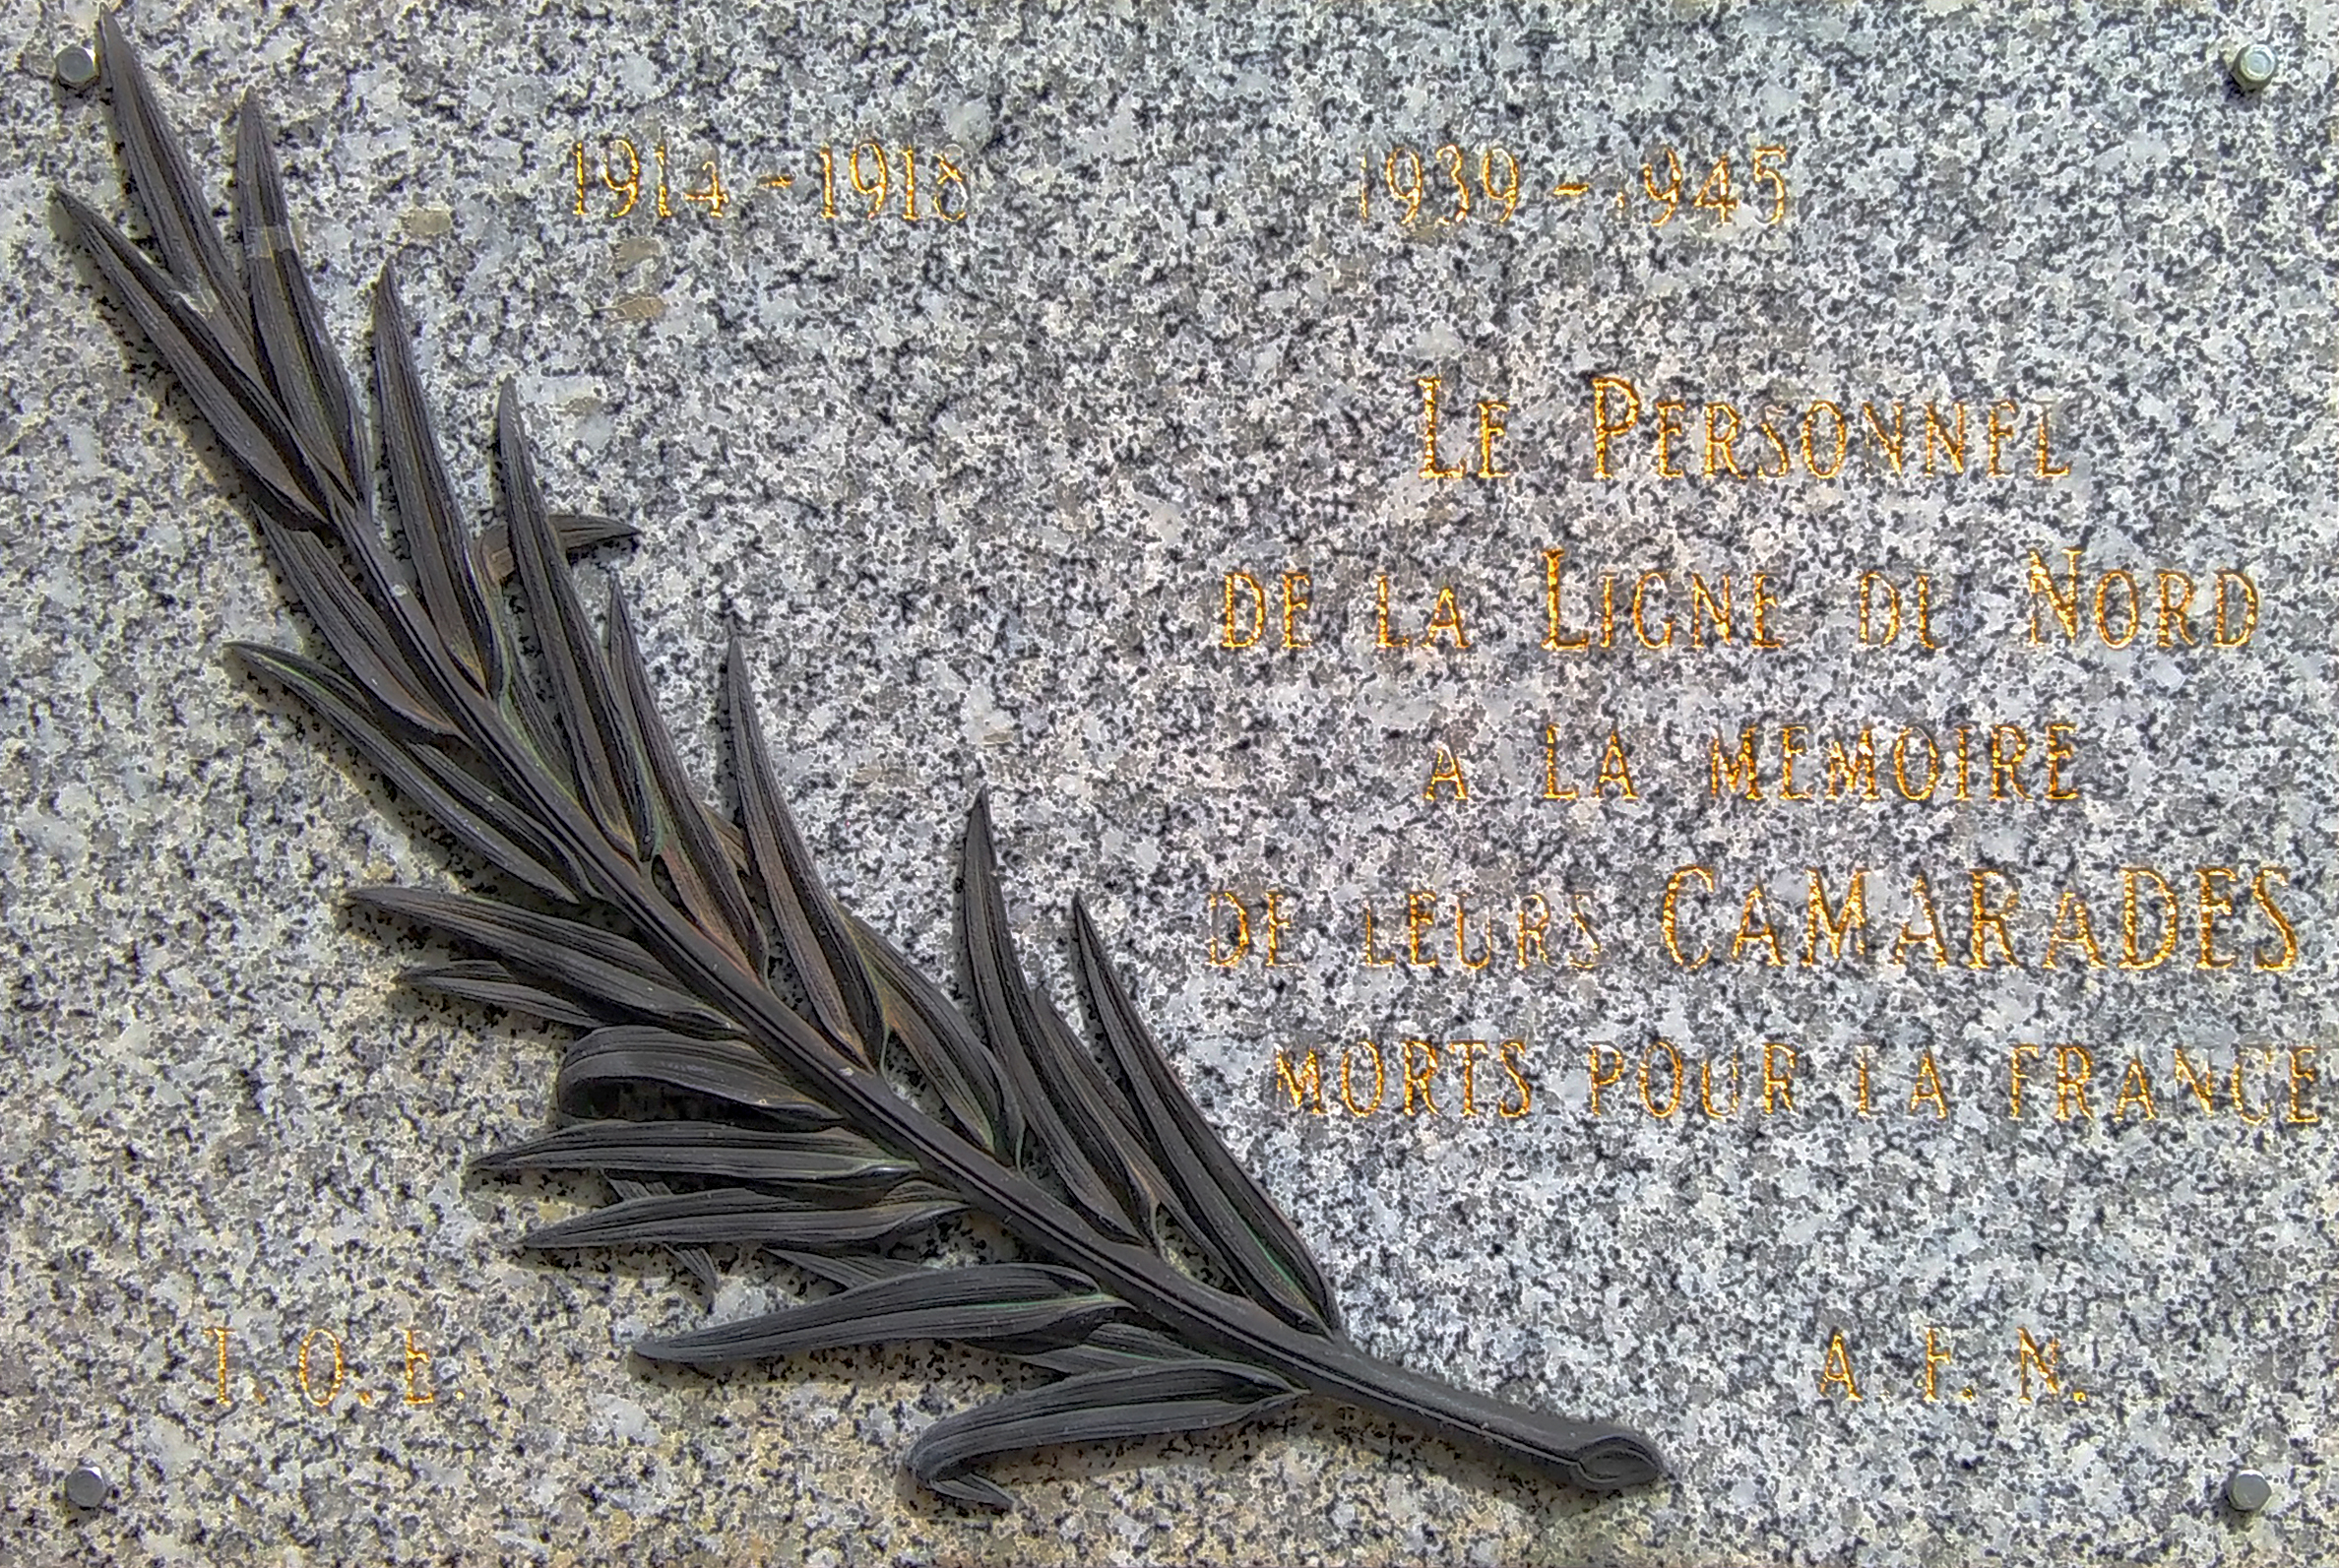 1914-1918 1939-1945
LE PERSONNEL
DE LA LIGNE DU NORD
A LA MEMOIRE
DE LEURS CAMARADES
MORTS POUR LA FRANCE
T.O.E. A F.N.